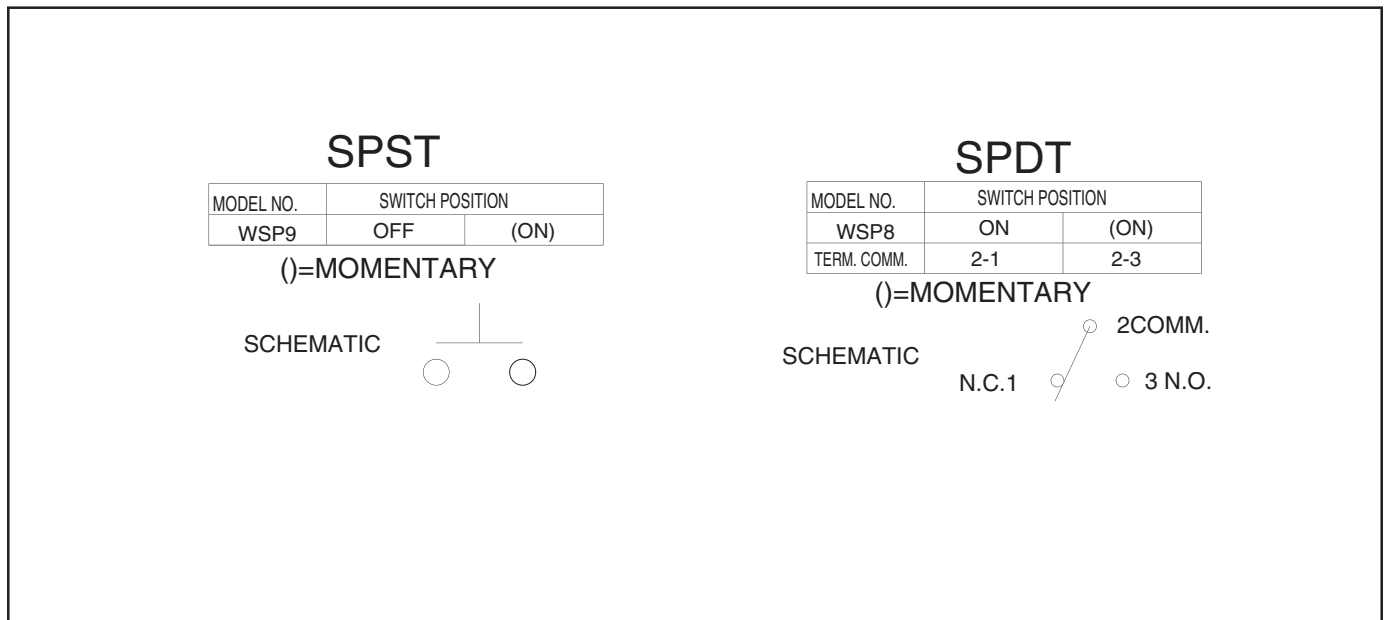 SPST
MODEL NO. SWITCH POSITION
WSP9 OFF (ON)
()=MOMENTARY
SCHEMATIC
SPDT
MODEL NO. SWITCH POSITION
WSP8 ON (ON)
TERM. COMM. 2-1 2-3
()=MOMENTARY
2COMM.
SCHEMATIC
N.C.1 3 N.O.